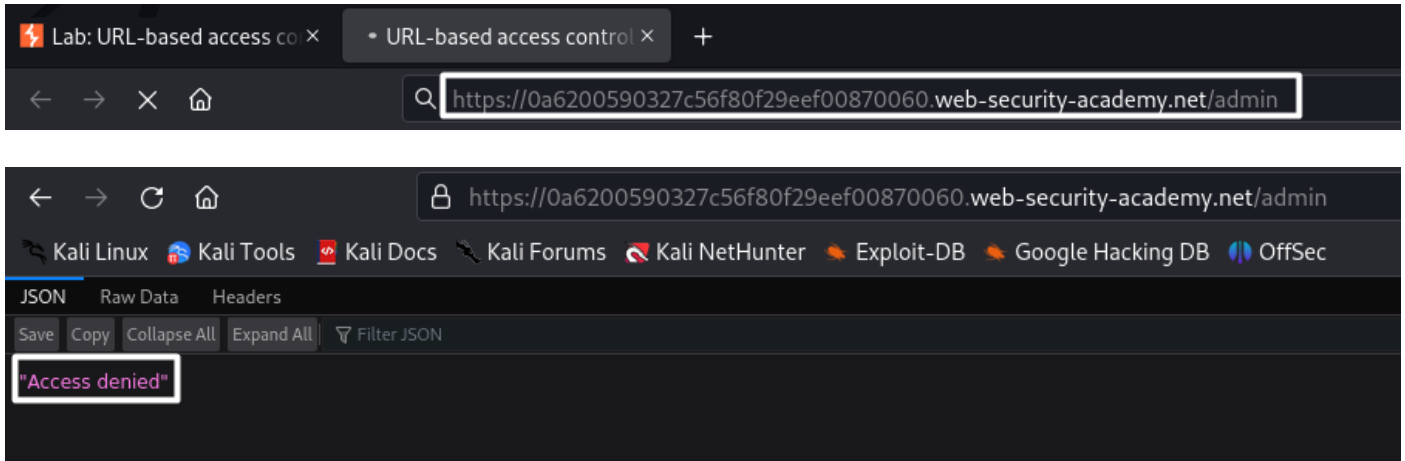 Lab: URL-based access co
URL-based access control
https://0a6200590327c56f80f29eef00870060.web-security-academy.net/admin
https://0a6200590327c56f80f29eef00870060.web-security-academy.net/admin
Kali Linux Kali Tools Kali Docs Kali Forums Kali NetHunter Exploit-DB Google Hacking DB OffSec
JSON Raw Data Headers
Save Copy Collapse All Expand All Filter JSON
"Access denied"